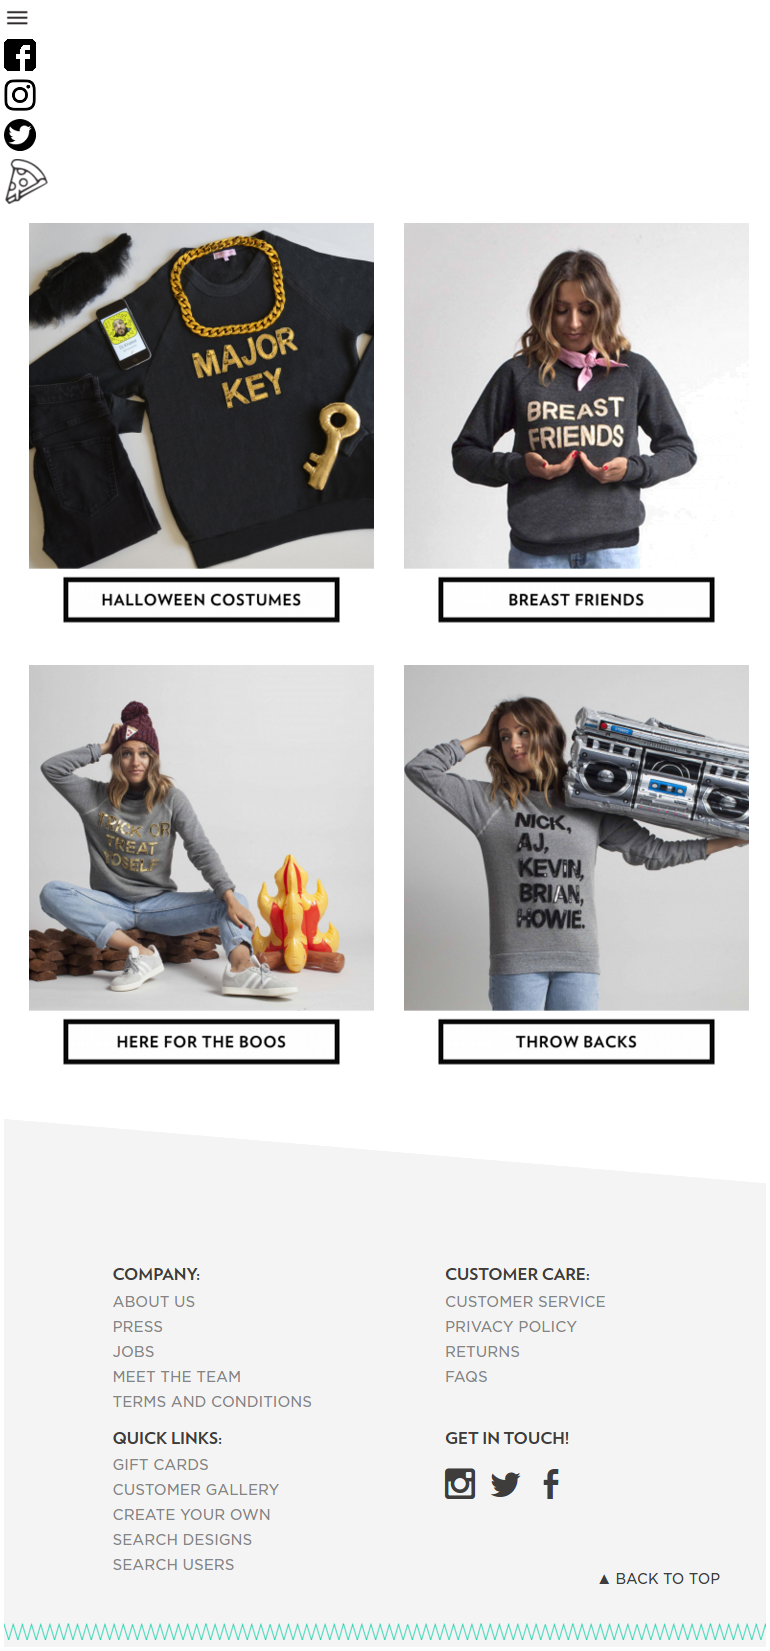 MAJOR
KEY
BREAST
FRIENDS
HALLOWEEN COSTUMES
BREAST FRIENDS
TRICK OR
TREAT
YOSELF
NICK,
AJ,
KEVIN,
BRIAN,
HOWIE.
HERE FOR THE BOOS
THROW BACKS
COMPANY:
ABOUT US
PRESS
JOBS
MEET THE TEAM
TERMS AND CONDITIONS
CUSTOMER CARE:
CUSTOMER SERVICE
PRIVACY POLICY
RETURNS
FAQS
QUICK LINKS:
GIFT CARDS
CUSTOMER GALLERY
CREATE YOUR OWN
SEARCH DESIGNS
SEARCH USERS
GET IN TOUCH!
▲ BACK TO TOP